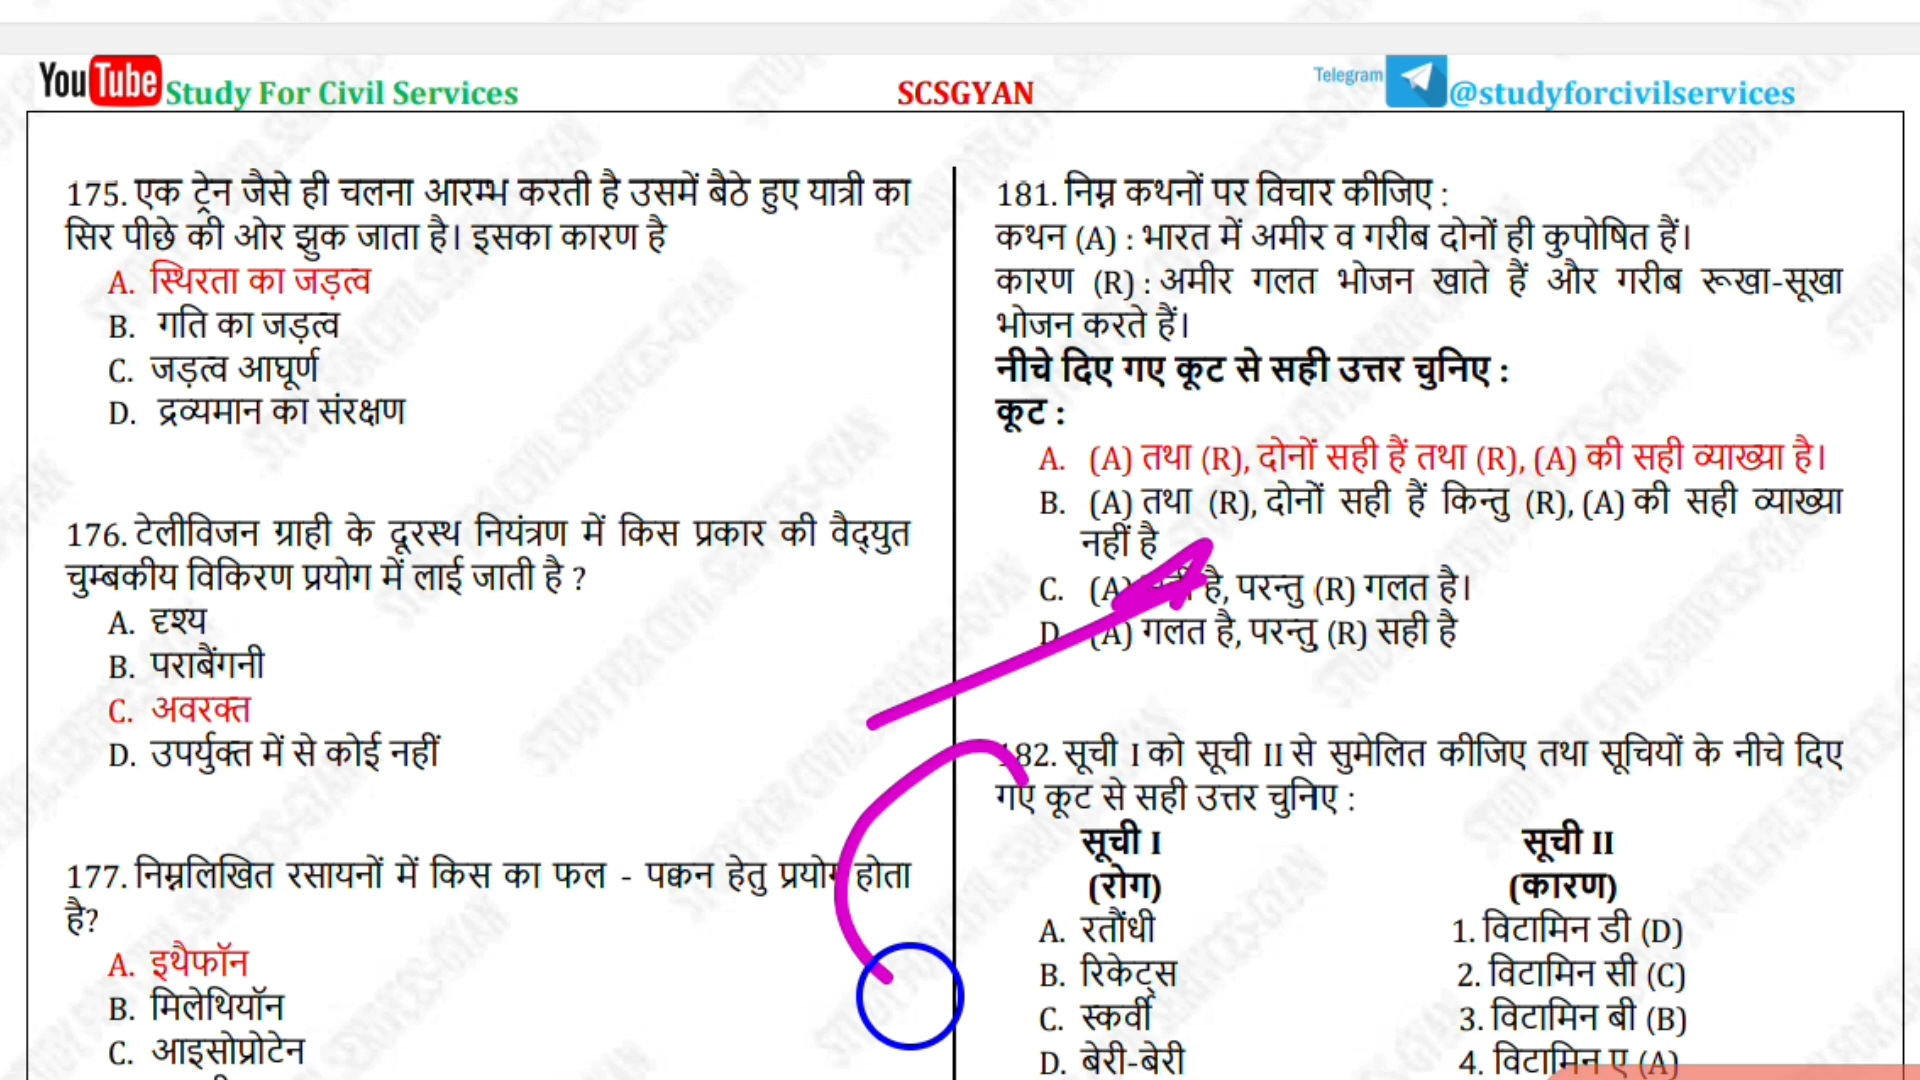 YouTube Study For Civil Services
SCSGYAN
Telegram @studyforcivilservices
175. एक ट्रेन जैसे ही चलना आरम्भ करती है उसमें बैठे हुए यात्री का
सिर पीछे की ओर झुक जाता है। इसका कारण है
A. स्थिरता का जड़त्व
B. गति का जड़त्व
C. जड़त्व आघूर्ण
D. द्रव्यमान का संरक्षण
176. टेलीविजन ग्राही के दूरस्थ नियंत्रण में किस प्रकार की वैद्युत
चुम्बकीय विकिरण प्रयोग में लाई जाती है ?
A. दृश्य
B. पराबैंगनी
C. अवरक्त
D. उपर्युक्त में से कोई नहीं
177. निम्नलिखित रसायनों में किस का फल - पक्वन हेतु प्रयोग होता
है?
A. इथैफॉन
B. मिलेथियॉन
C. आइसोप्रोटेन
181. निम्न कथनों पर विचार कीजिए :
कथन (A) : भारत में अमीर व गरीब दोनों ही कुपोषित हैं।
कारण (R) : अमीर गलत भोजन खाते हैं और गरीब रूखा-सूखा
भोजन करते हैं।
नीचे दिए गए कूट से सही उत्तर चुनिए :
कूट :
A. (A) तथा (R), दोनों सही हैं तथा (R), (A) की सही व्याख्या है।
B. (A) तथा (R), दोनों सही हैं किन्तु (R), (A) की सही व्याख्या
नहीं है
C. (A) है, परन्तु (R) गलत है।
D. (A) गलत है, परन्तु (R) सही है
182. सूची I को सूची II से सुमेलित कीजिए तथा सूचियों के नीचे दिए
गए कूट से सही उत्तर चुनिए :
सूची I सूची II
(रोग) (कारण)
A. रतौंधी 1. विटामिन डी (D)
B. रिकेट्स 2. विटामिन सी (C)
C. स्कर्वी 3. विटामिन बी (B)
D. बेरी-बेरी 4. विटामिन ए (A)